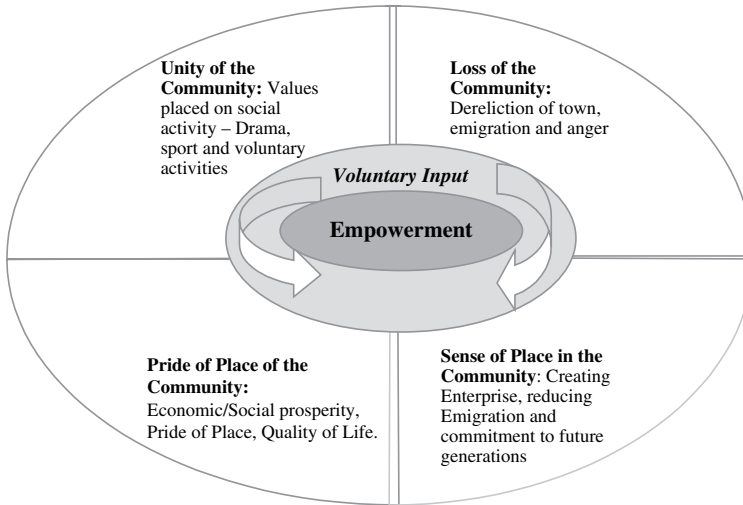 Unity of the
Community: Values
placed on social
activity – Drama,
sport and voluntary
activities
Loss of the
Community:
Dereliction of town,
emigration and anger
Voluntary Input
Empowerment
Pride of Place of the
Community:
Economic/Social prosperity,
Pride of Place, Quality of Life.
Sense of Place in the
Community: Creating
Enterprise, reducing
Emigration and
commitment to future
generations